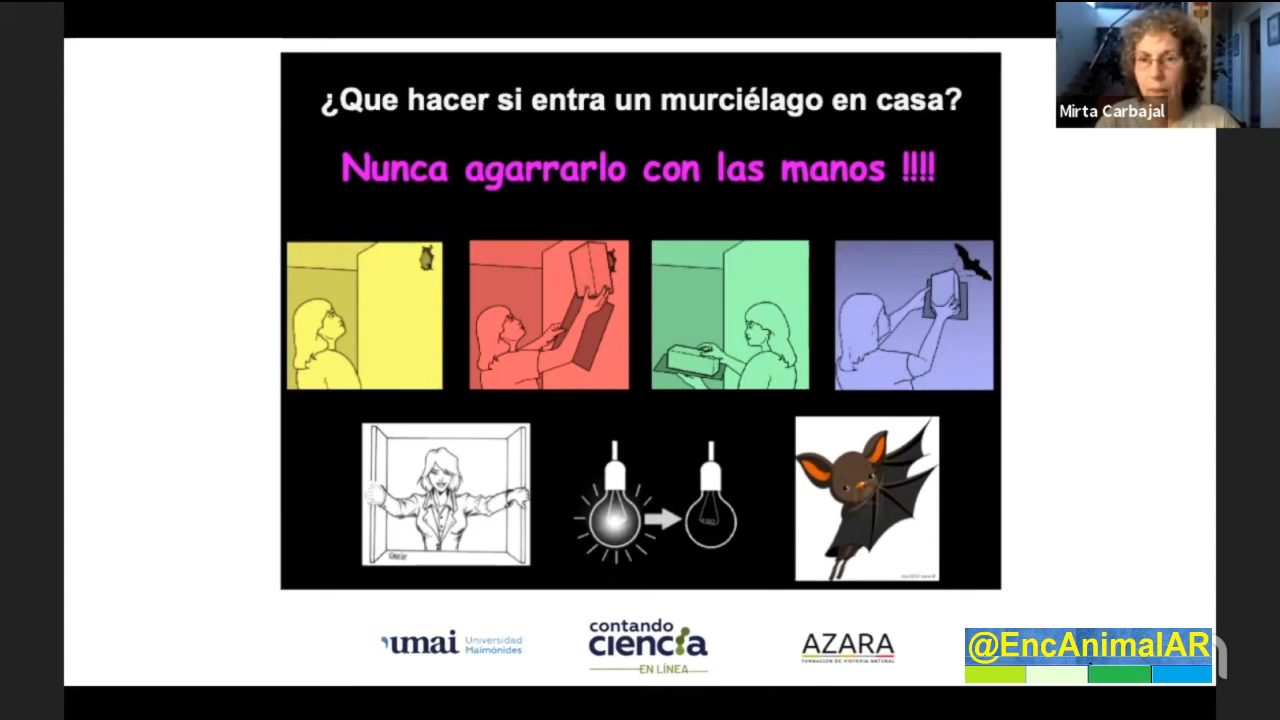 ¿Que hacer si entra un murciélago en casa?
Mirta Carbajal
Nunca agarrarlo con las manos !!!!
umai Universidad
Maimónides
contando
ciencia
EN LÍNEA
AZARA
FUNDACIÓN DE HISTORIA NATURAL
@EncAnimalAR